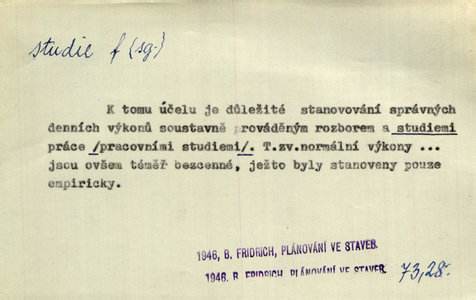 studie f (sg.)
K tomu účelu je důležité stanovování správných
denních výkonů soustavně prováděným rozborem a studiemi
práce /pracovními studiemi/. T.zv.normální výkony ...
jsou ovšem téměř bezcenné, ježto byly stanoveny pouze
empiricky.
1946, B. FRIDRICH, PLÁNOVÁNÍ VE STAVEB.
1946, B. FRIDRICH, PLÁNOVÁNÍ VE STAVEB.
73,28.